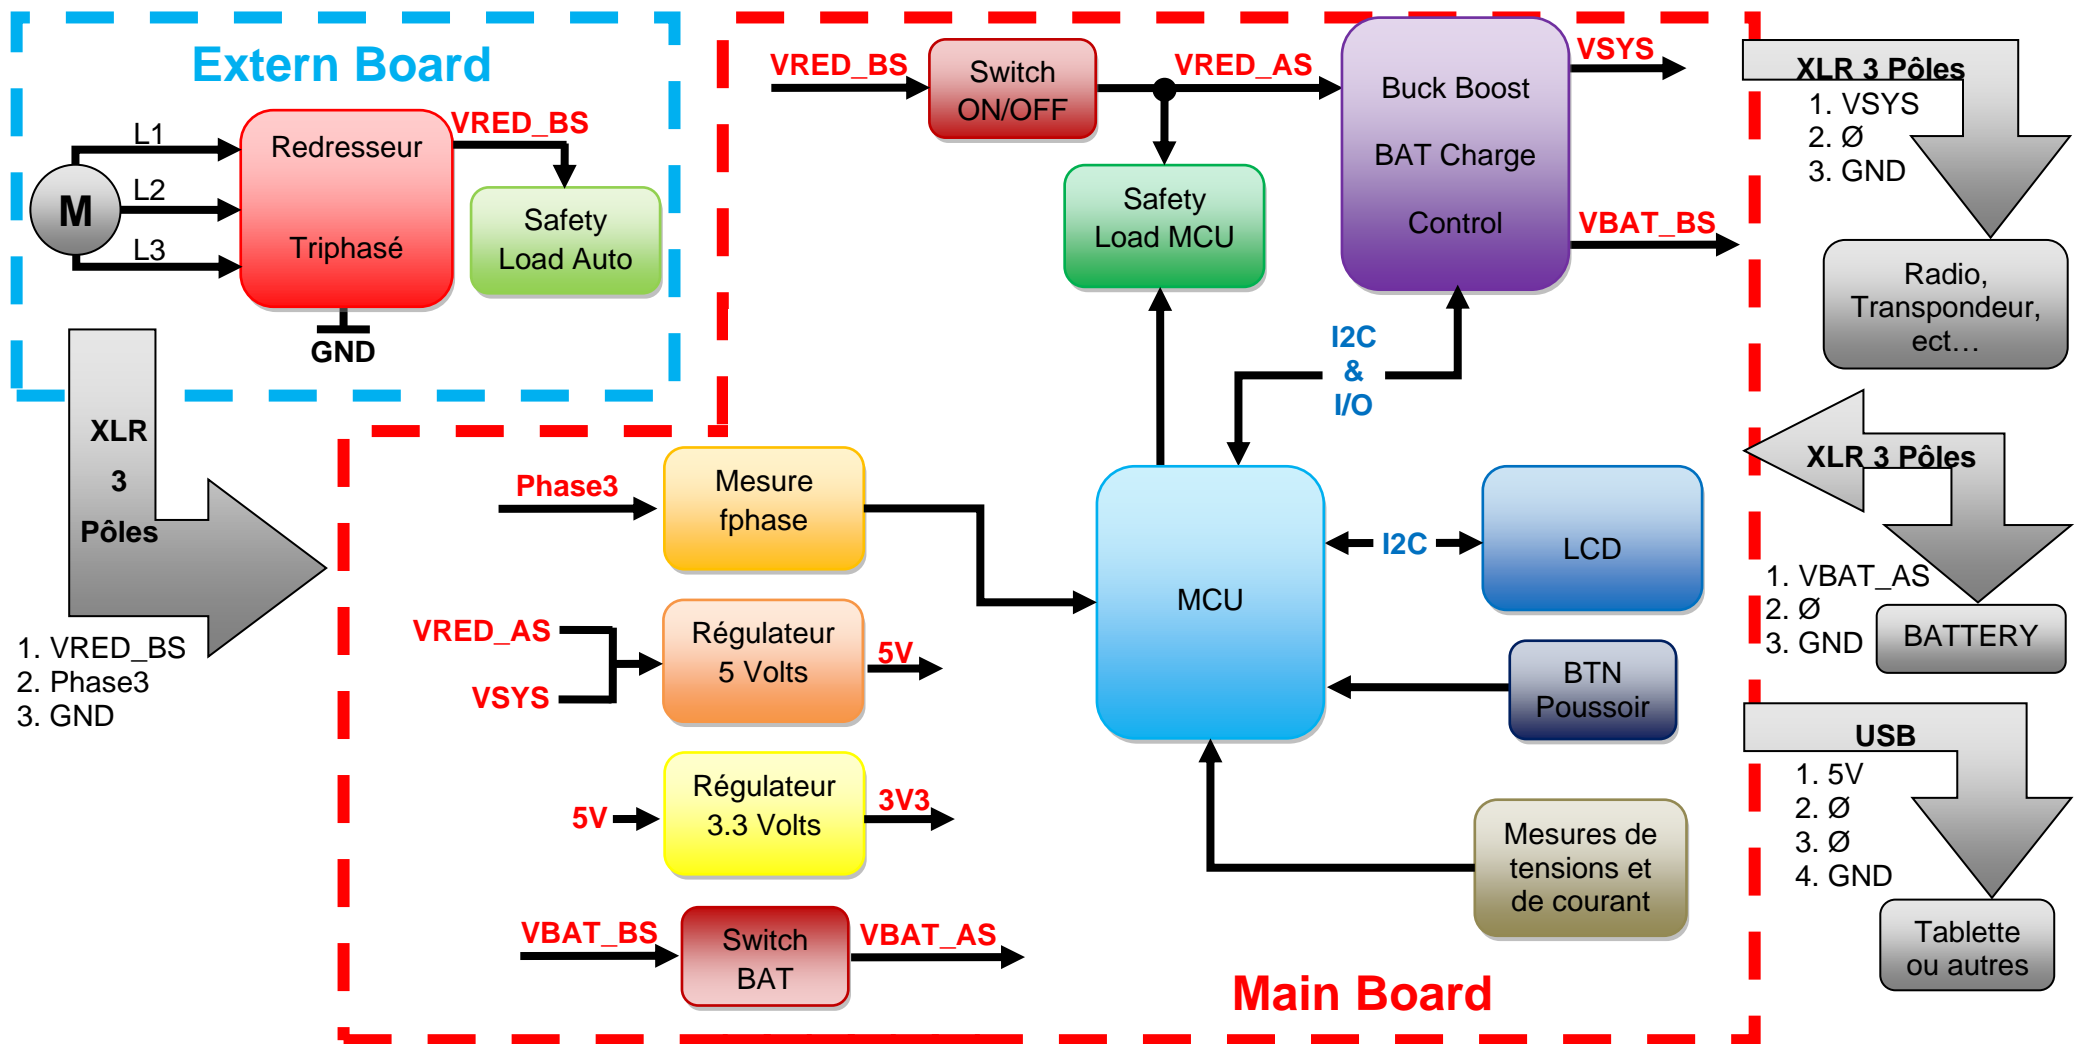 Extern Board
L1
L2
L3
M
Redresseur
Triphasé
VRED_BS
Safety
Load Auto
GND
XLR
3
Pôles
1. VRED_BS
2. Phase3
3. GND
VRED_BS
Switch
ON/OFF
VRED_AS
Safety
Load MCU
Buck Boost
BAT Charge
Control
VSYS
VBAT_BS
I2C
&
I/O
Phase3
Mesure
fphase
VRED_AS
VSYS
Régulateur
5 Volts
5V
5V
Régulateur
3.3 Volts
3V3
VBAT_BS
Switch
BAT
VBAT_AS
MCU
I2C
LCD
BTN
Poussoir
Mesures de
tensions et
de courant
Main Board
XLR 3 Pôles
1. VSYS
2. Ø
3. GND
Radio,
Transpondeur,
ect…
XLR 3 Pôles
1. VBAT_AS
2. Ø
3. GND
BATTERY
USB
1. 5V
2. Ø
3. Ø
4. GND
Tablette
ou autres